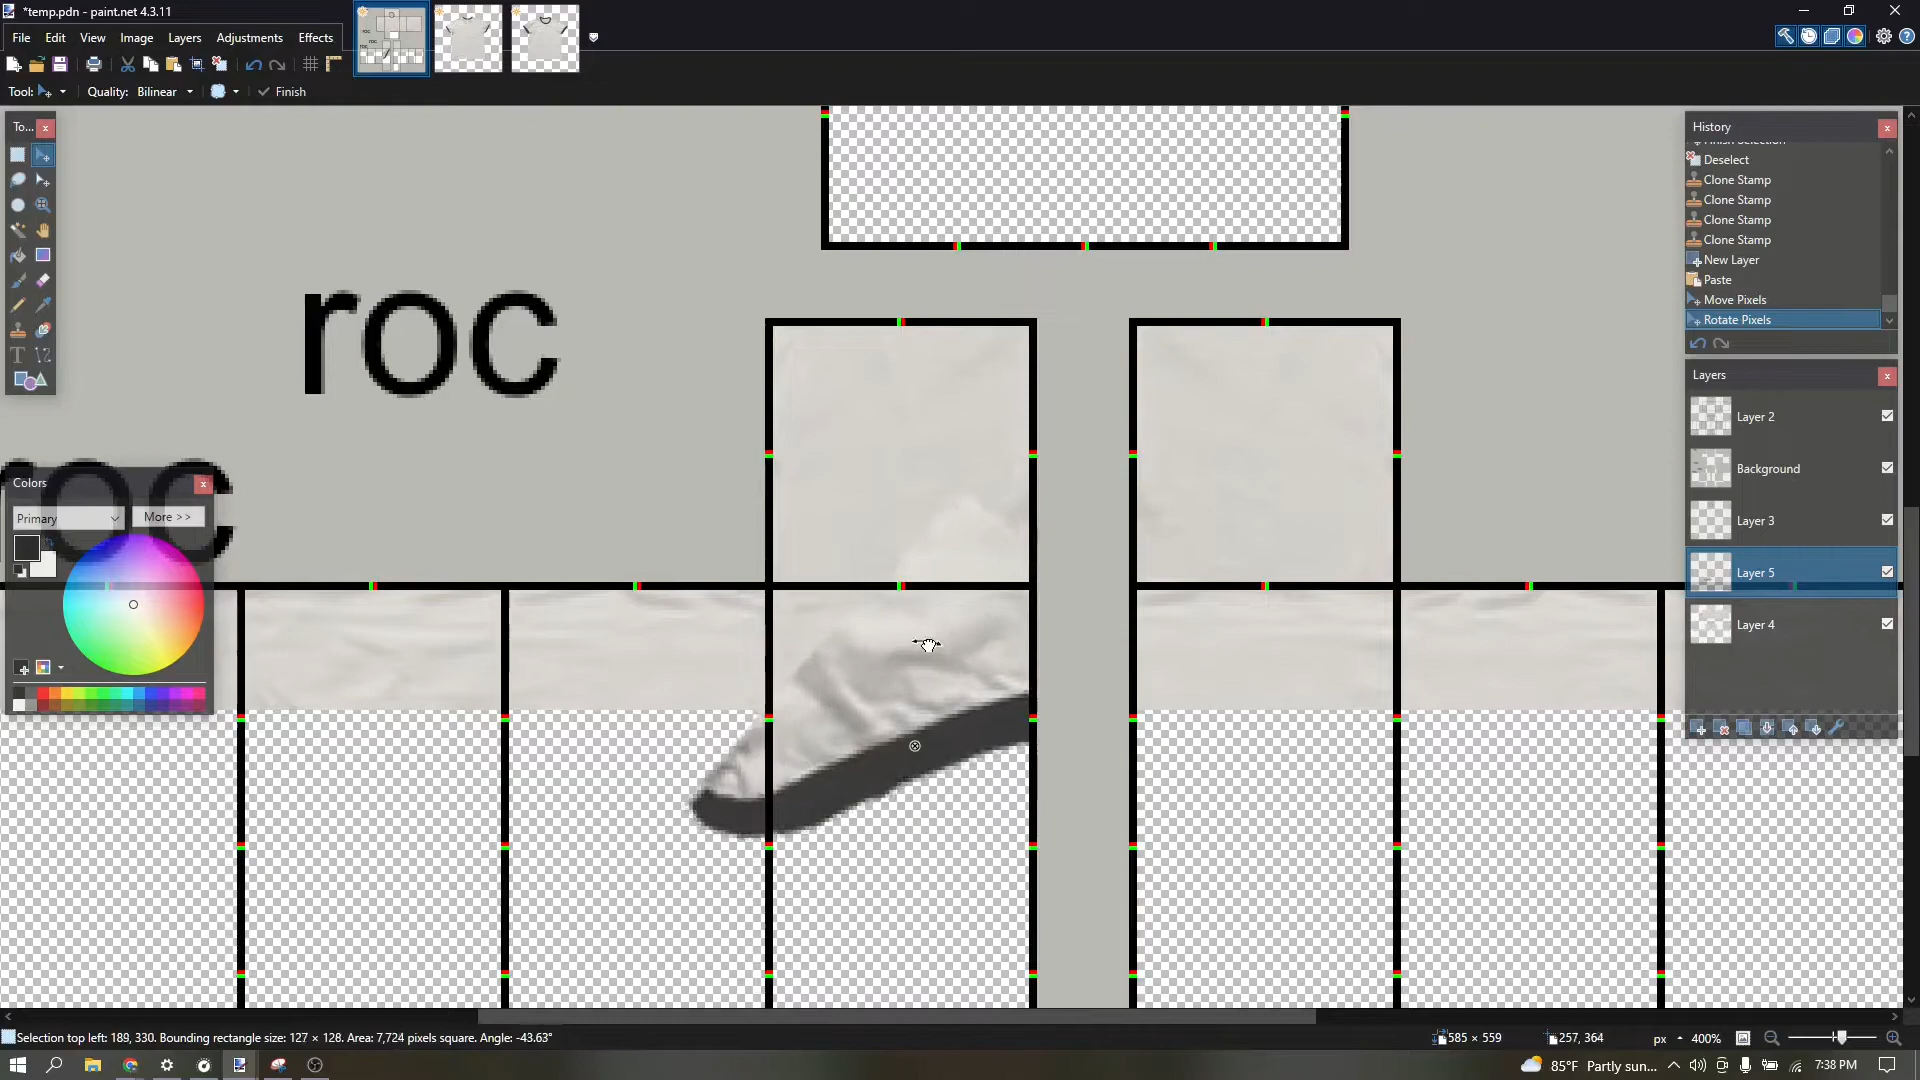 *temp.pdn - paint.net 4.3.11
File Edit View Image Layers Adjustments Effects
Tool: Quality: Bilinear Finish
To...
roc
roc
Colors
Primary
More >>
History
Deselect
Clone Stamp
Clone Stamp
Clone Stamp
Clone Stamp
New Layer
Paste
Move Pixels
Rotate Pixels
Layers
Layer 2
Background
Layer 3
Layer 5
Layer 4
Selection top left: 189, 330. Bounding rectangle size: 127 × 128. Area: 7,724 pixels square. Angle: -43.63°
585 × 559
257, 364
px
400%
85°F Partly sun...
7:38 PM